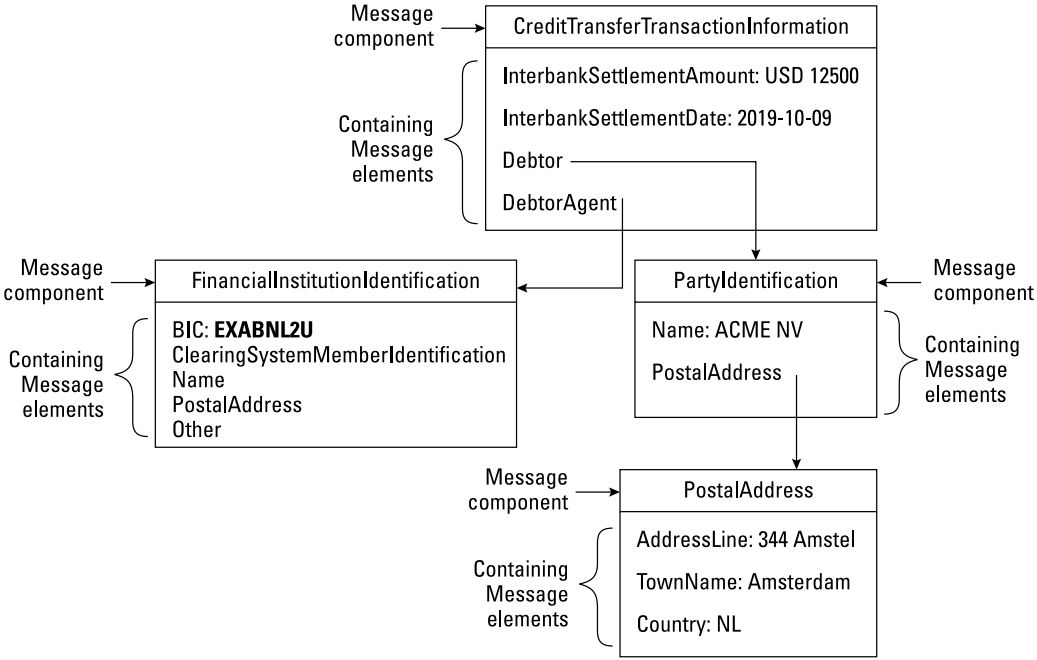 Message
component
CreditTransferTransactionInformation
Containing
Message
elements
InterbankSettlementAmount: USD 12500
InterbankSettlementDate: 2019-10-09
Debtor
DebtorAgent
Message
component
FinancialInstitutionIdentification
Containing
Message
elements
BIC: EXABNL2U
ClearingSystemMemberIdentification
Name
PostalAddress
Other
PartyIdentification
Message
component
Name: ACME NV
PostalAddress
Containing
Message
elements
Message
component
PostalAddress
Containing
Message
elements
AddressLine: 344 Amstel
TownName: Amsterdam
Country: NL